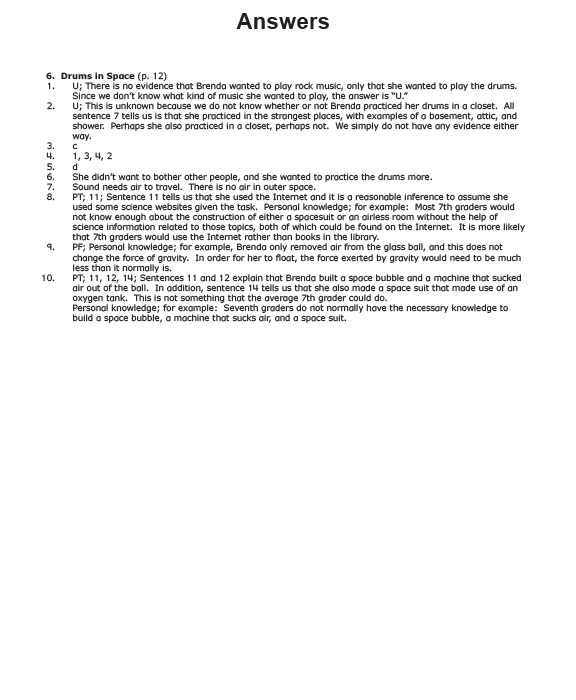 Answers
6. Drums in Space (p. 12)
1. U; There is no evidence that Brenda wanted to play rock music, only that she wanted to play the drums.
Since we don't know what kind of music she wanted to play, the answer is "U."
2. U; This is unknown because we do not know whether or not Brenda practiced her drums in a closet. All
sentence 7 tells us is that she practiced in the strangest places, with examples of a basement, attic, and
shower. Perhaps she also practiced in a closet, perhaps not. We simply do not have any evidence either
way.
3. c
4. 1, 3, 4, 2
5. d
6. She didn't want to bother other people, and she wanted to practice the drums more.
7. Sound needs air to travel. There is no air in outer space.
8. PT; 11; Sentence 11 tells us that she used the Internet and it is a reasonable inference to assume she
used some science websites given the task. Personal knowledge; for example: Most 7th graders would
not know enough about the construction of either a spacesuit or an airless room without the help of
science information related to those topics, both of which could be found on the Internet. It is more likely
that 7th graders would use the Internet rather than books in the library.
9. PF; Personal knowledge; for example, Brenda only removed air from the glass ball, and this does not
change the force of gravity. In order for her to float, the force exerted by gravity would need to be much
less than it normally is.
10. PT; 11, 12, 14; Sentences 11 and 12 explain that Brenda built a space bubble and a machine that sucked
air out of the ball. In addition, sentence 14 tells us that she also made a space suit that made use of an
oxygen tank. This is not something that the average 7th grader could do.
Personal knowledge; for example: Seventh graders do not normally have the necessary knowledge to
build a space bubble, a machine that sucks air, and a space suit.